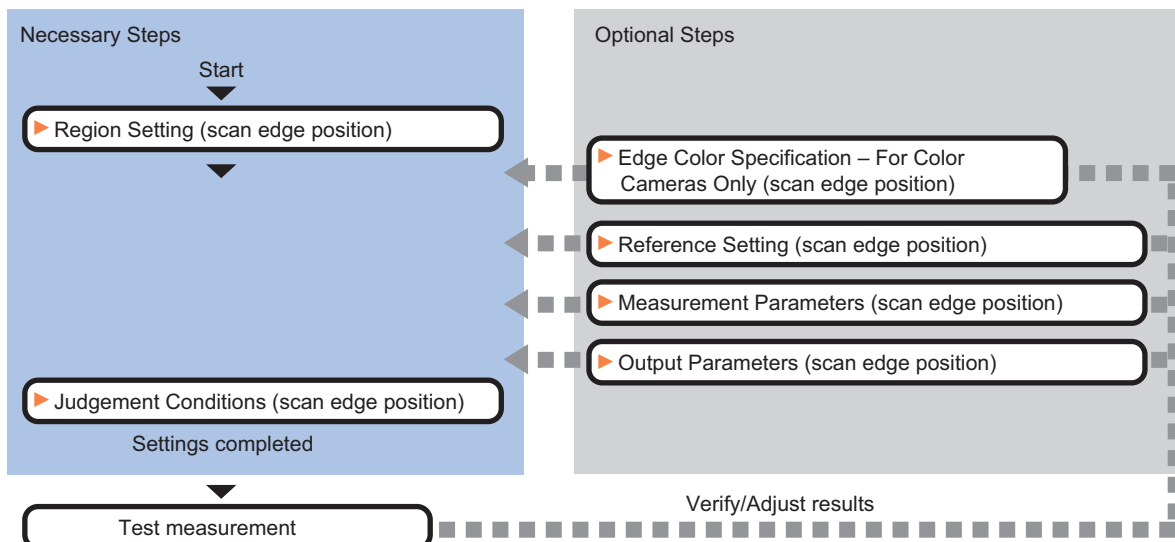 Necessary Steps
Start
Region Setting (scan edge position)
Judgement Conditions (scan edge position)
Settings completed
Test measurement
Optional Steps
Edge Color Specification – For Color
Cameras Only (scan edge position)
Reference Setting (scan edge position)
Measurement Parameters (scan edge position)
Output Parameters (scan edge position)
Verify/Adjust results